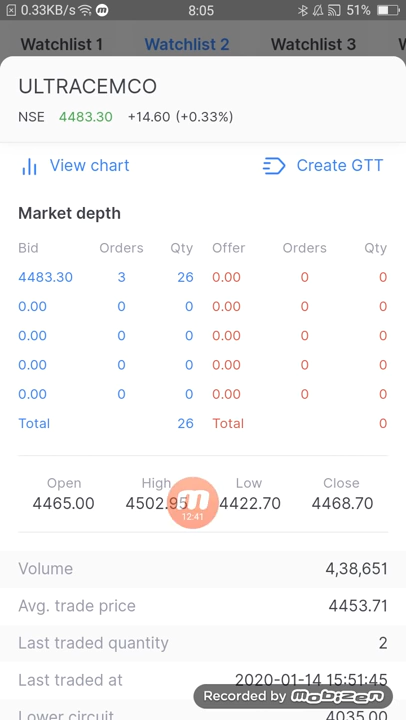 0.33KB/s 8:05 51%
Watchlist 1 Watchlist 2 Watchlist 3
ULTRACEMCO
NSE 4483.30 +14.60 (+0.33%)
View chart Create GTT
Market depth
Bid Orders Qty Offer Orders Qty
4483.30 3 26 0.00 0 0
0.00 0 0 0.00 0 0
0.00 0 0 0.00 0 0
0.00 0 0 0.00 0 0
0.00 0 0 0.00 0 0
Total 26 Total 0
Open High Low Close
4465.00 4502.95 4422.70 4468.70
12:41
Volume 4,38,651
Avg. trade price 4453.71
Last traded quantity 2
Last traded at 2020-01-14 15:51:45
Recorded by mobizen
Lower circuit 4035.00